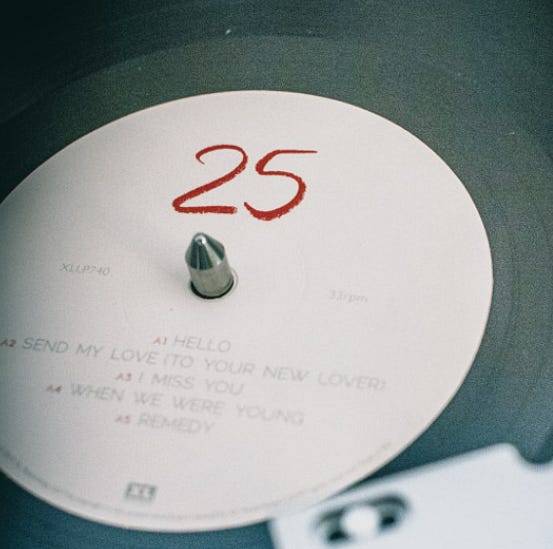 25
XLLP740
33rpm
A1 HELLO
A2 SEND MY LOVE (TO YOUR NEW LOVER)
A3 I MISS YOU
A4 WHEN WE WERE YOUNG
A5 REMEDY